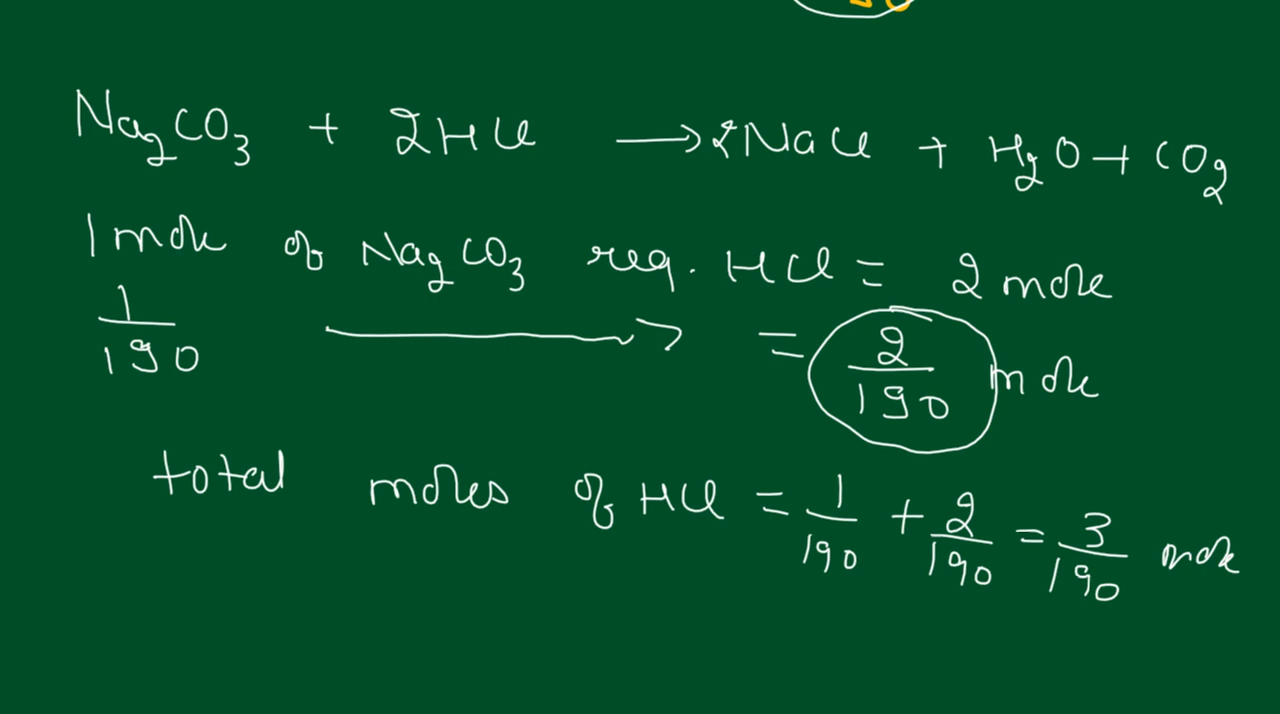 Na₂CO₃ + 2HCl → 2NaCl + H₂O + CO₂
1 mole of Na₂CO₃ req. HCl = 2 mole
1/190 → = 2/190 mole
total moles of HCl = 1/190 + 2/190 = 3/190 mole